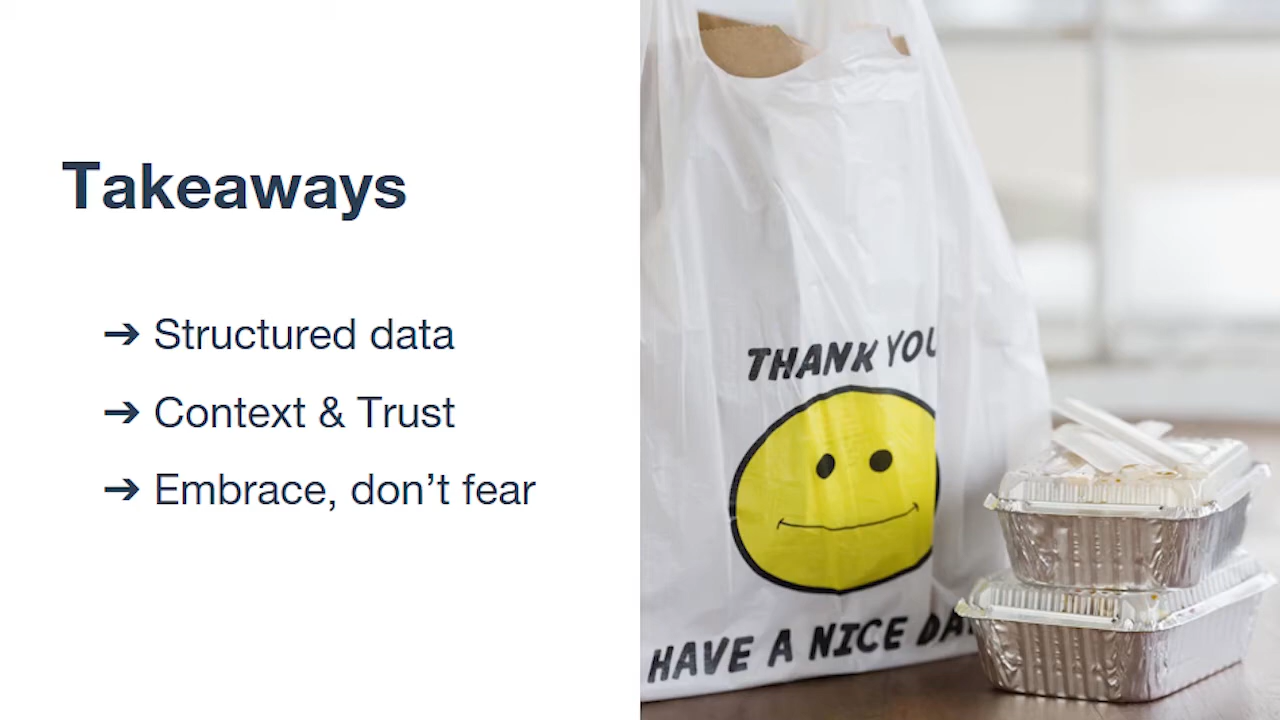 Takeaways
➔ Structured data
➔ Context & Trust
➔ Embrace, don’t fear
THANK YOU
HAVE A NICE DA